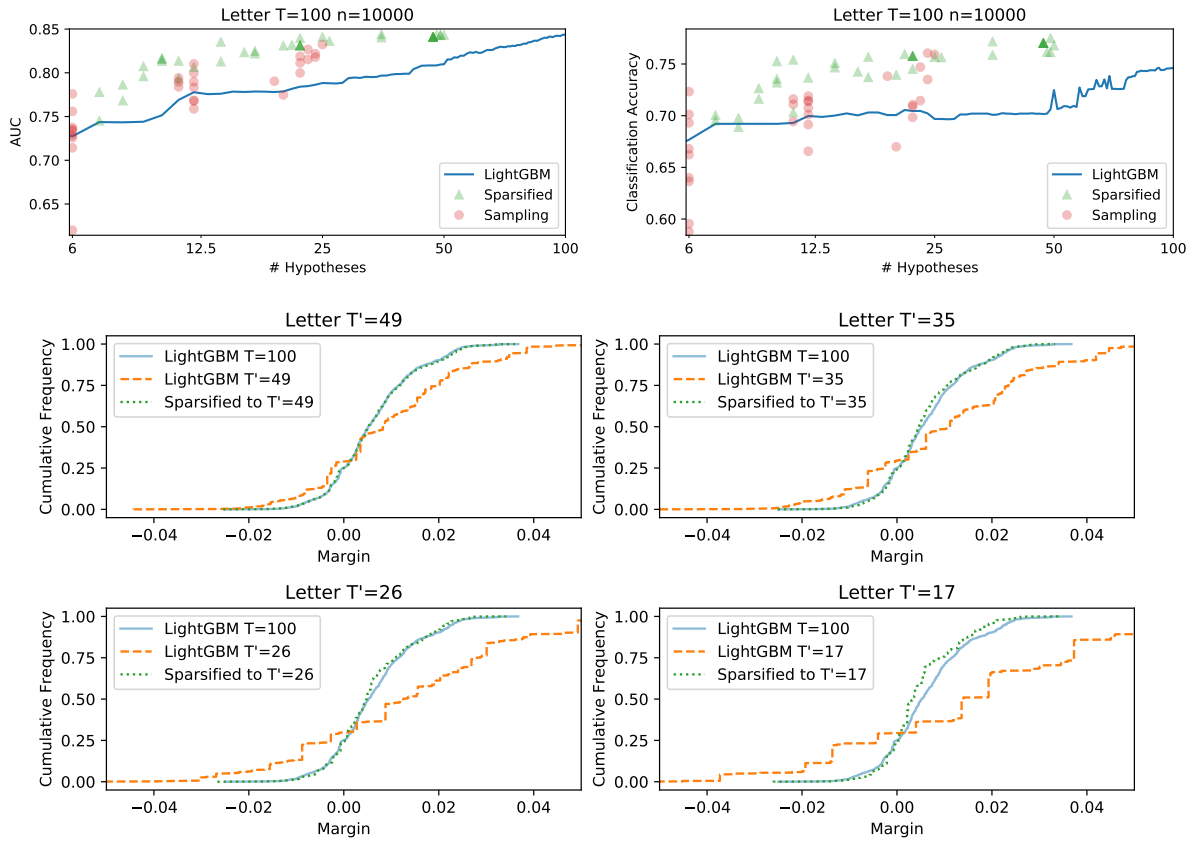 Letter T=100 n=10000
AUC
0.85
0.80
0.75
0.70
0.65
LightGBM
Sparsified
Sampling
6 12.5 25 50 100
# Hypotheses
Letter T=100 n=10000
Classification Accuracy
0.75
0.70
0.65
0.60
LightGBM
Sparsified
Sampling
6 12.5 25 50 100
# Hypotheses
Letter T'=49
Cumulative Frequency
1.00
0.75
0.50
0.25
0.00
LightGBM T=100
LightGBM T'=49
Sparsified to T'=49
−0.04 −0.02 0.00 0.02 0.04
Margin
Letter T'=35
Cumulative Frequency
1.00
0.75
0.50
0.25
0.00
LightGBM T=100
LightGBM T'=35
Sparsified to T'=35
−0.04 −0.02 0.00 0.02 0.04
Margin
Letter T'=26
Cumulative Frequency
1.00
0.75
0.50
0.25
0.00
LightGBM T=100
LightGBM T'=26
Sparsified to T'=26
−0.04 −0.02 0.00 0.02 0.04
Margin
Letter T'=17
Cumulative Frequency
1.00
0.75
0.50
0.25
0.00
LightGBM T=100
LightGBM T'=17
Sparsified to T'=17
−0.04 −0.02 0.00 0.02 0.04
Margin